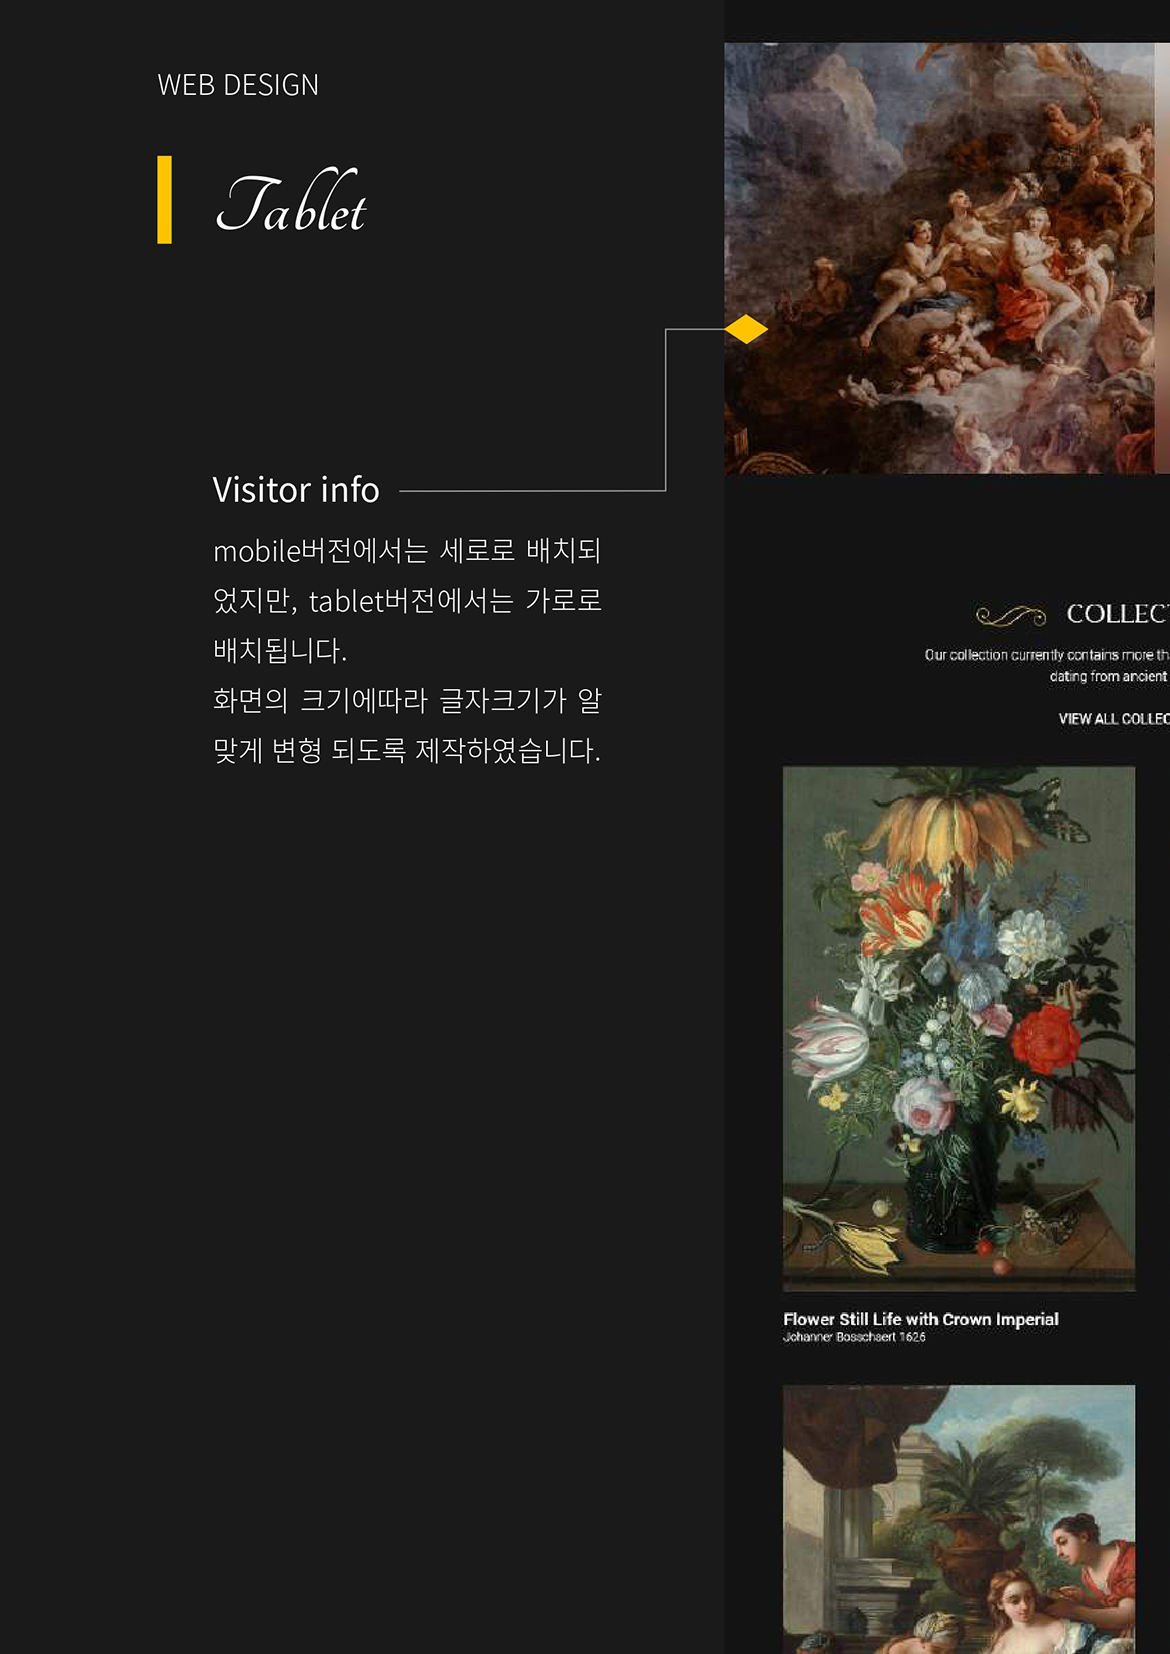 WEB DESIGN
Tablet
Visitor info
mobile버전에서는 세로로 배치되
었지만, tablet버전에서는 가로로
배치됩니다.
화면의 크기에따라 글자크기가 알
맞게 변형 되도록 제작하였습니다.
COLLEC
Our collection currently contains more th
dating from ancient
VIEW ALL COLLEC
Flower Still Life with Crown Imperial
Johanner Bosschaert 1626